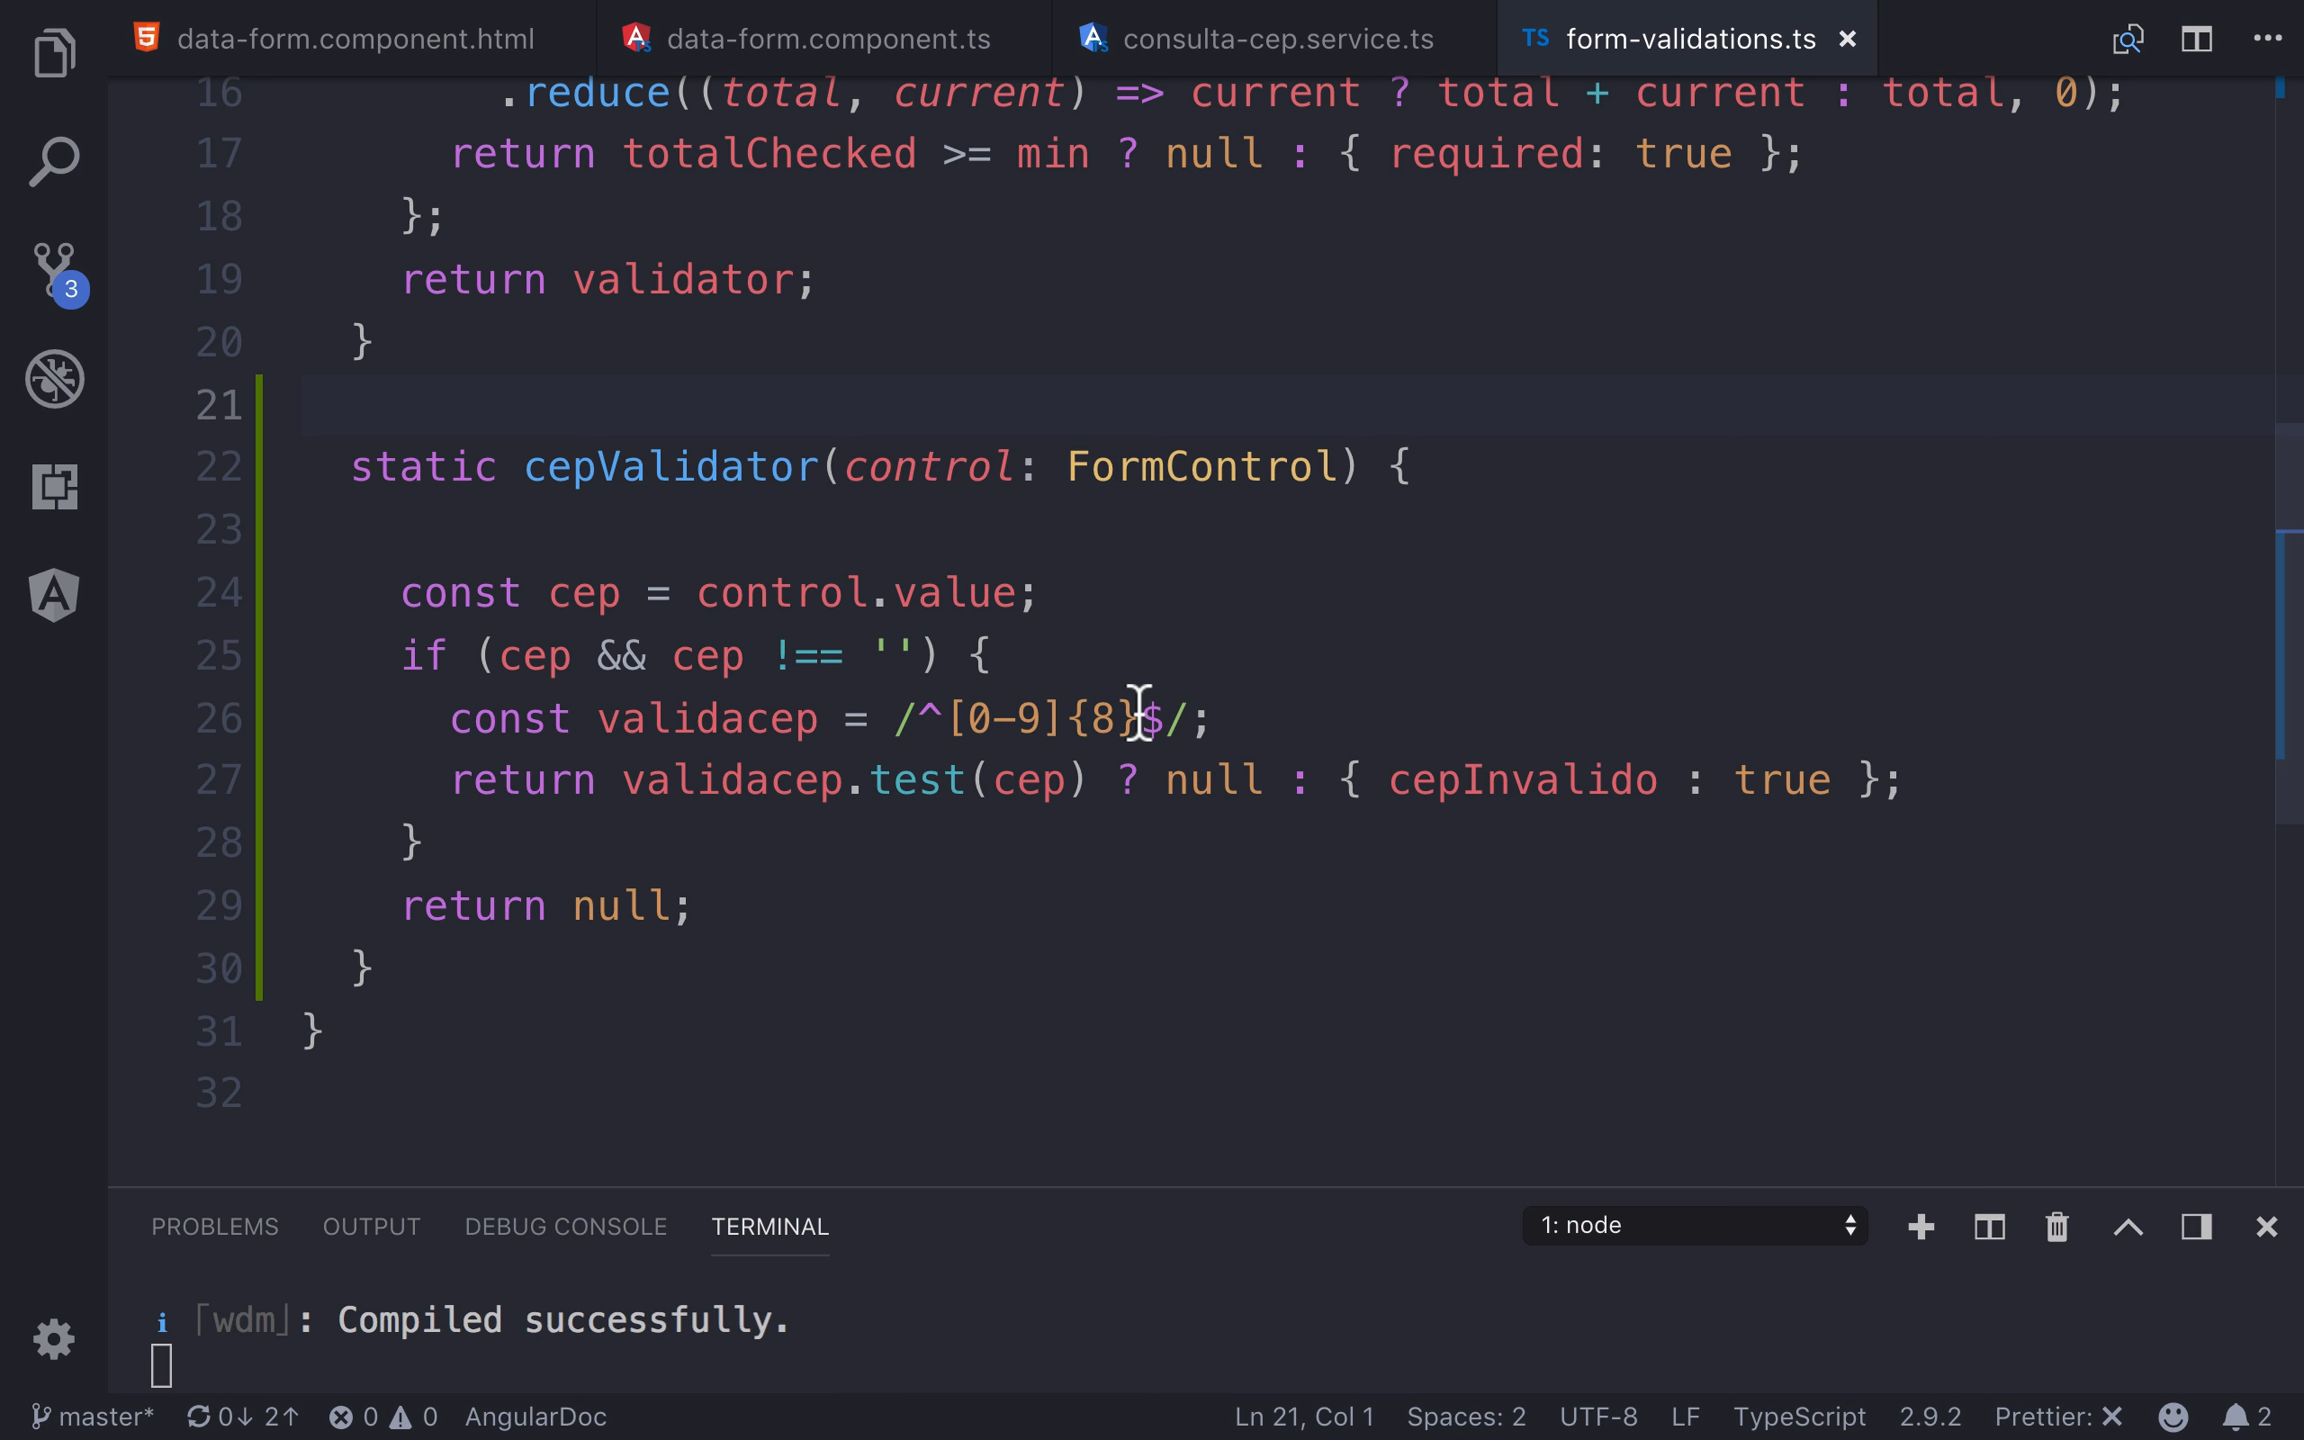 data-form.component.html
data-form.component.ts
consulta-cep.service.ts
TS form-validations.ts
16 .reduce((total, current) => current ? total + current : total, 0);
17 return totalChecked >= min ? null : { required: true };
18 };
19 return validator;
20 }
21
22 static cepValidator(control: FormControl) {
23
24 const cep = control.value;
25 if (cep && cep !== '') {
26 const validacep = /^[0-9]{8}$/;
27 return validacep.test(cep) ? null : { cepInvalido : true };
28 }
29 return null;
30 }
31 }
32
3
PROBLEMS OUTPUT DEBUG CONSOLE TERMINAL 1: node
i ｢wdm｣: Compiled successfully.
master* 0↓ 2↑ 0 0 AngularDoc Ln 21, Col 1 Spaces: 2 UTF-8 LF TypeScript 2.9.2 Prettier: ✕ 2